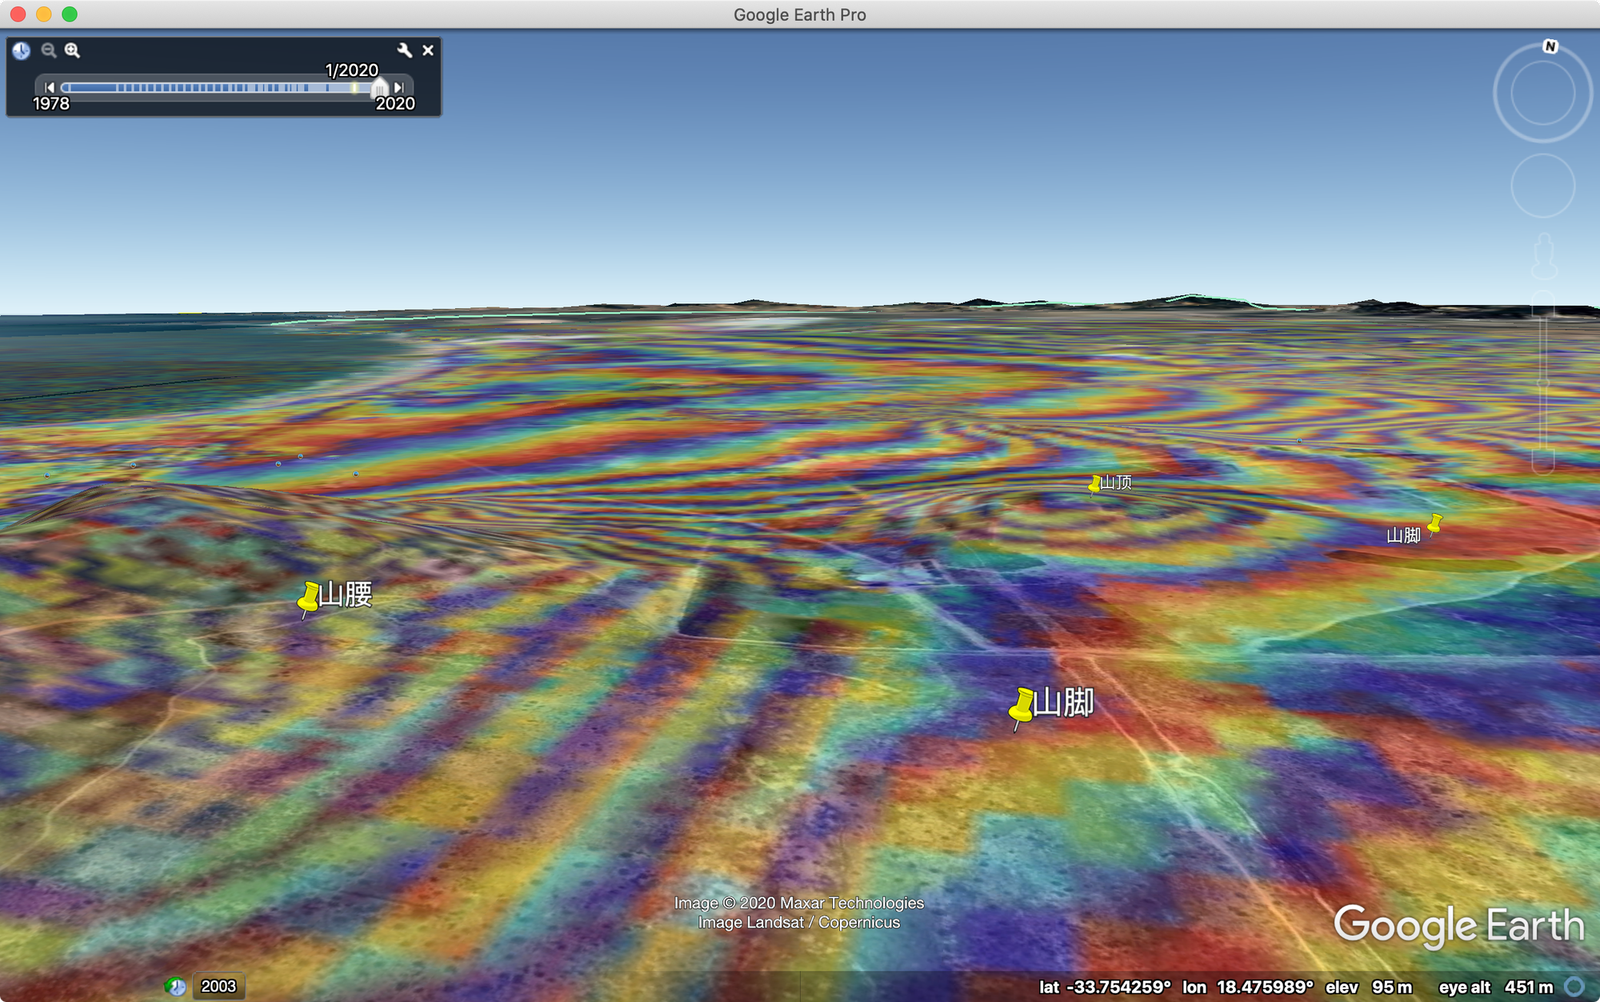 Google Earth Pro
1/2020
1978
2020
N
山顶
山脚
山腰
山脚
Image © 2020 Maxar Technologies
Image Landsat / Copernicus
Google Earth
2003
lat -33.754259° lon 18.475989° elev 95 m eye alt 451 m